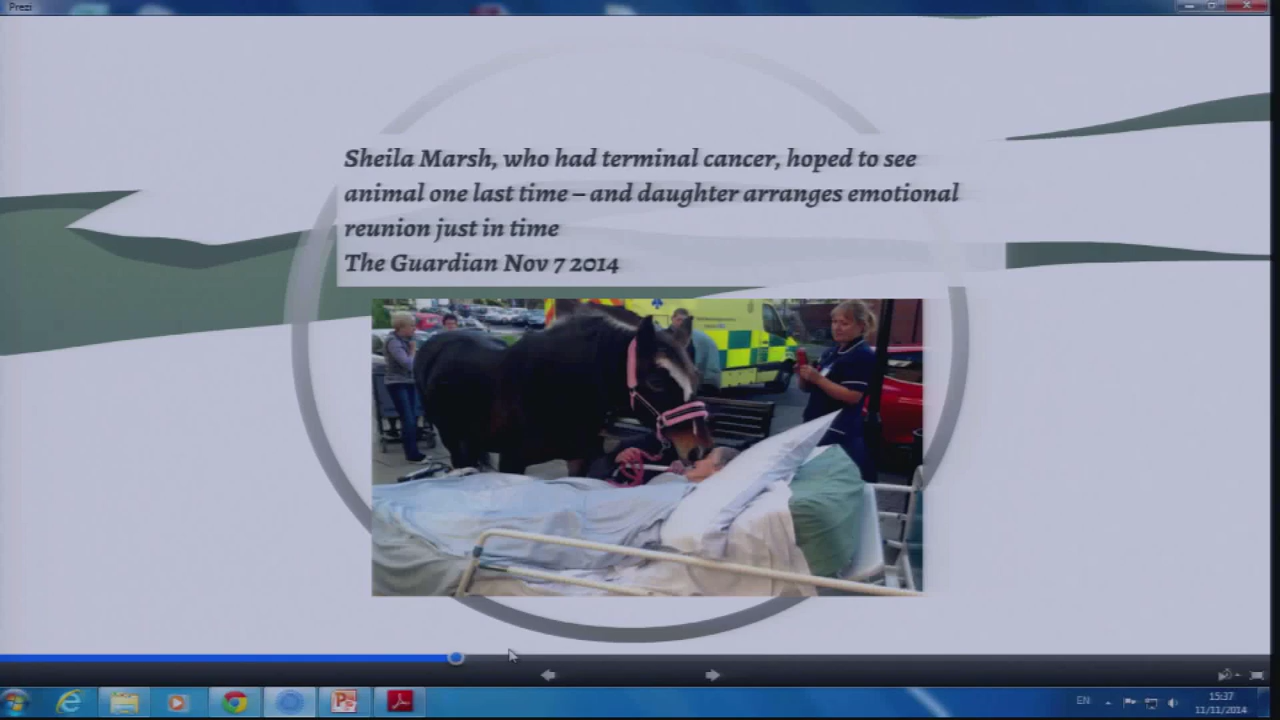 Prezi
Sheila Marsh, who had terminal cancer, hoped to see
animal one last time – and daughter arranges emotional
reunion just in time
The Guardian Nov 7 2014
EN
15:37
11/11/2014